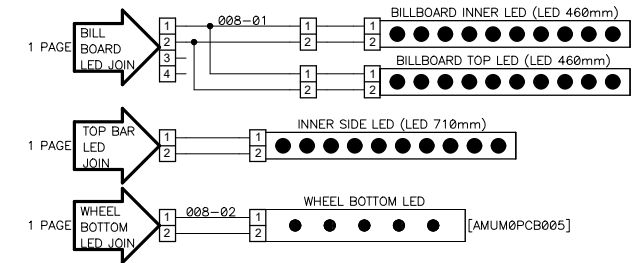 BILLBOARD INNER LED (LED 460mm)
1 PAGE
BILL
BOARD
LED JOIN
1
2
3
4
008-01
1
2
1
2
BILLBOARD TOP LED (LED 460mm)
1
2
1
2
INNER SIDE LED (LED 710mm)
1 PAGE
TOP BAR
LED
JOIN
1
2
1
2
WHEEL BOTTOM LED
1 PAGE
WHEEL
BOTTOM
LED JOIN
1
2
008-02
1
2
[AMUM0PCB005]